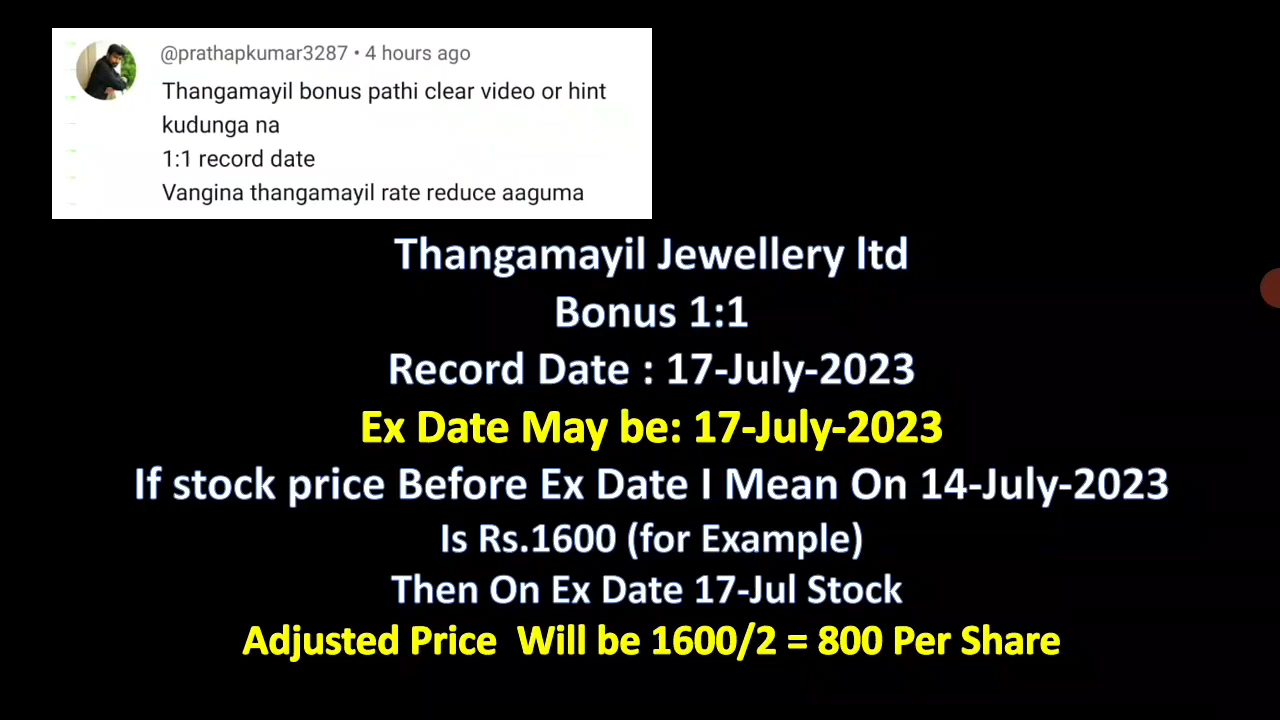 @prathapkumar3287 • 4 hours ago
Thangamayil bonus pathi clear video or hint
kudunga na
1:1 record date
Vangina thangamayil rate reduce aaguma
Thangamayil Jewellery ltd
Bonus 1:1
Record Date : 17-July-2023
Ex Date May be: 17-July-2023
If stock price Before Ex Date I Mean On 14-July-2023
Is Rs.1600 (for Example)
Then On Ex Date 17-Jul Stock
Adjusted Price  Will be 1600/2 = 800 Per Share